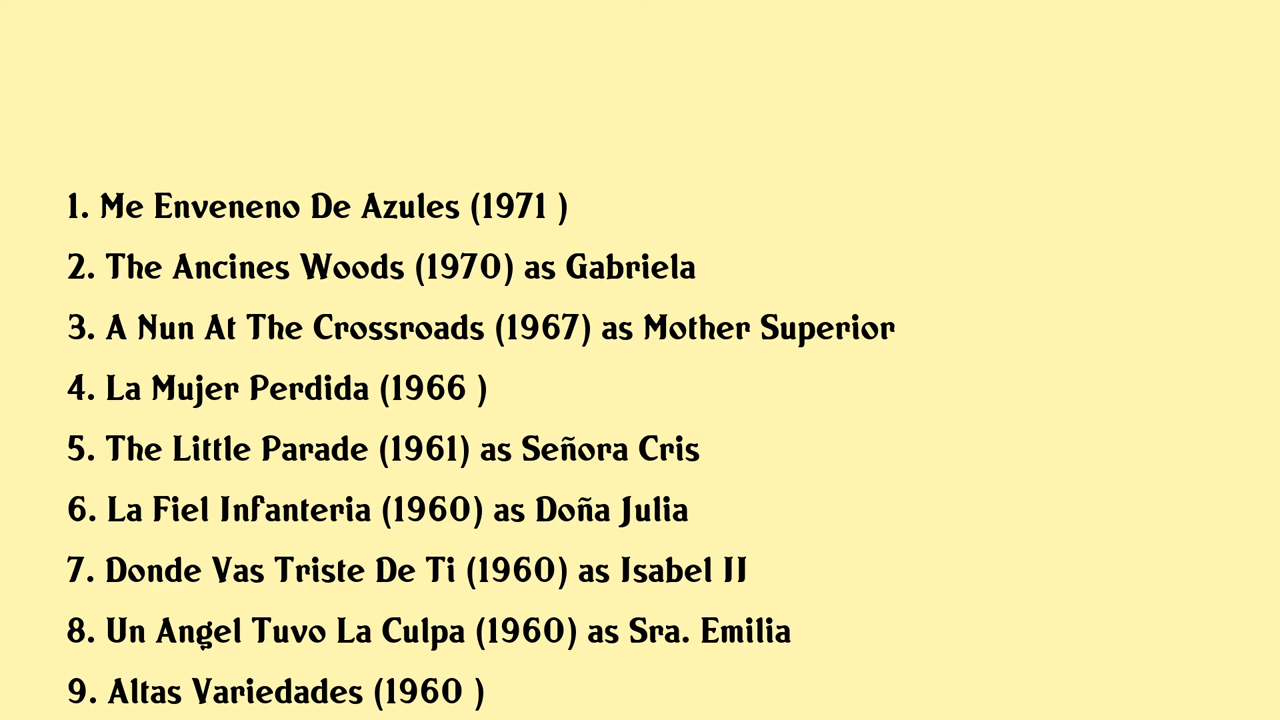 1. Me Enveneno De Azules (1971 )
2. The Ancines Woods (1970) as Gabriela
3. A Nun At The Crossroads (1967) as Mother Superior
4. La Mujer Perdida (1966 )
5. The Little Parade (1961) as Señora Cris
6. La Fiel Infanteria (1960) as Doña Julia
7. Donde Vas Triste De Ti (1960) as Isabel II
8. Un Angel Tuvo La Culpa (1960) as Sra. Emilia
9. Altas Variedades (1960 )